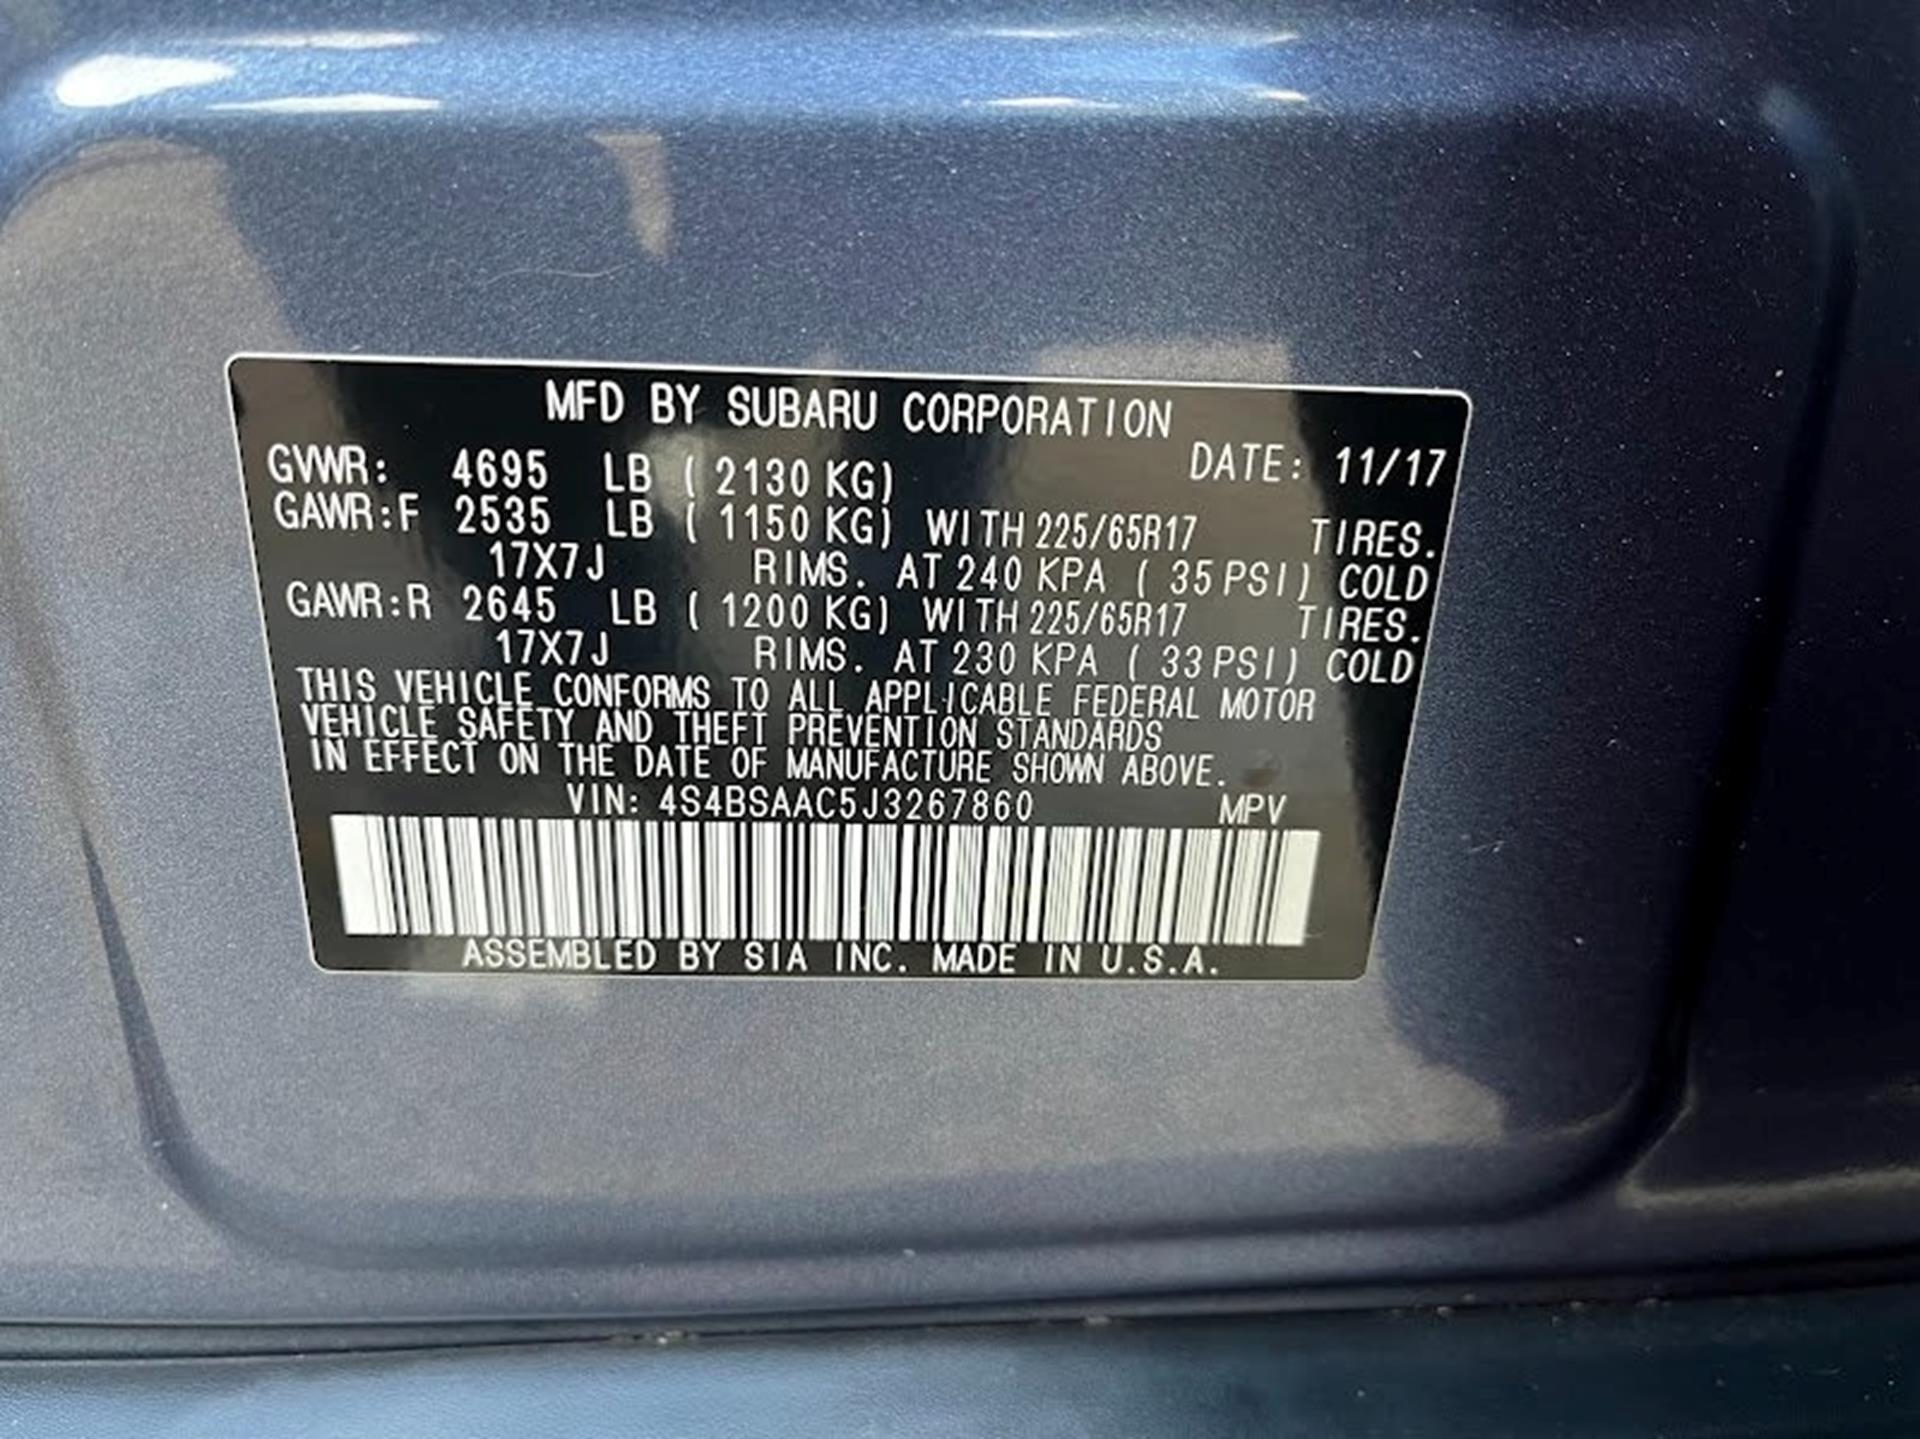 MFD BY SUBARU CORPORATION
GVWR: 4695 LB ( 2130 KG) DATE: 11/17
GAWR:F 2535 LB ( 1150 KG) WITH 225/65R17 TIRES.
17X7J RIMS. AT 240 KPA ( 35 PSI) COLD
GAWR:R 2645 LB ( 1200 KG) WITH 225/65R17 TIRES.
17X7J RIMS. AT 230 KPA ( 33 PSI) COLD
THIS VEHICLE CONFORMS TO ALL APPLICABLE FEDERAL MOTOR
VEHICLE SAFETY AND THEFT PREVENTION STANDARDS
IN EFFECT ON THE DATE OF MANUFACTURE SHOWN ABOVE.
VIN: 4S4BSAAC5J3267860 MPV
ASSEMBLED BY SIA INC. MADE IN U.S.A.